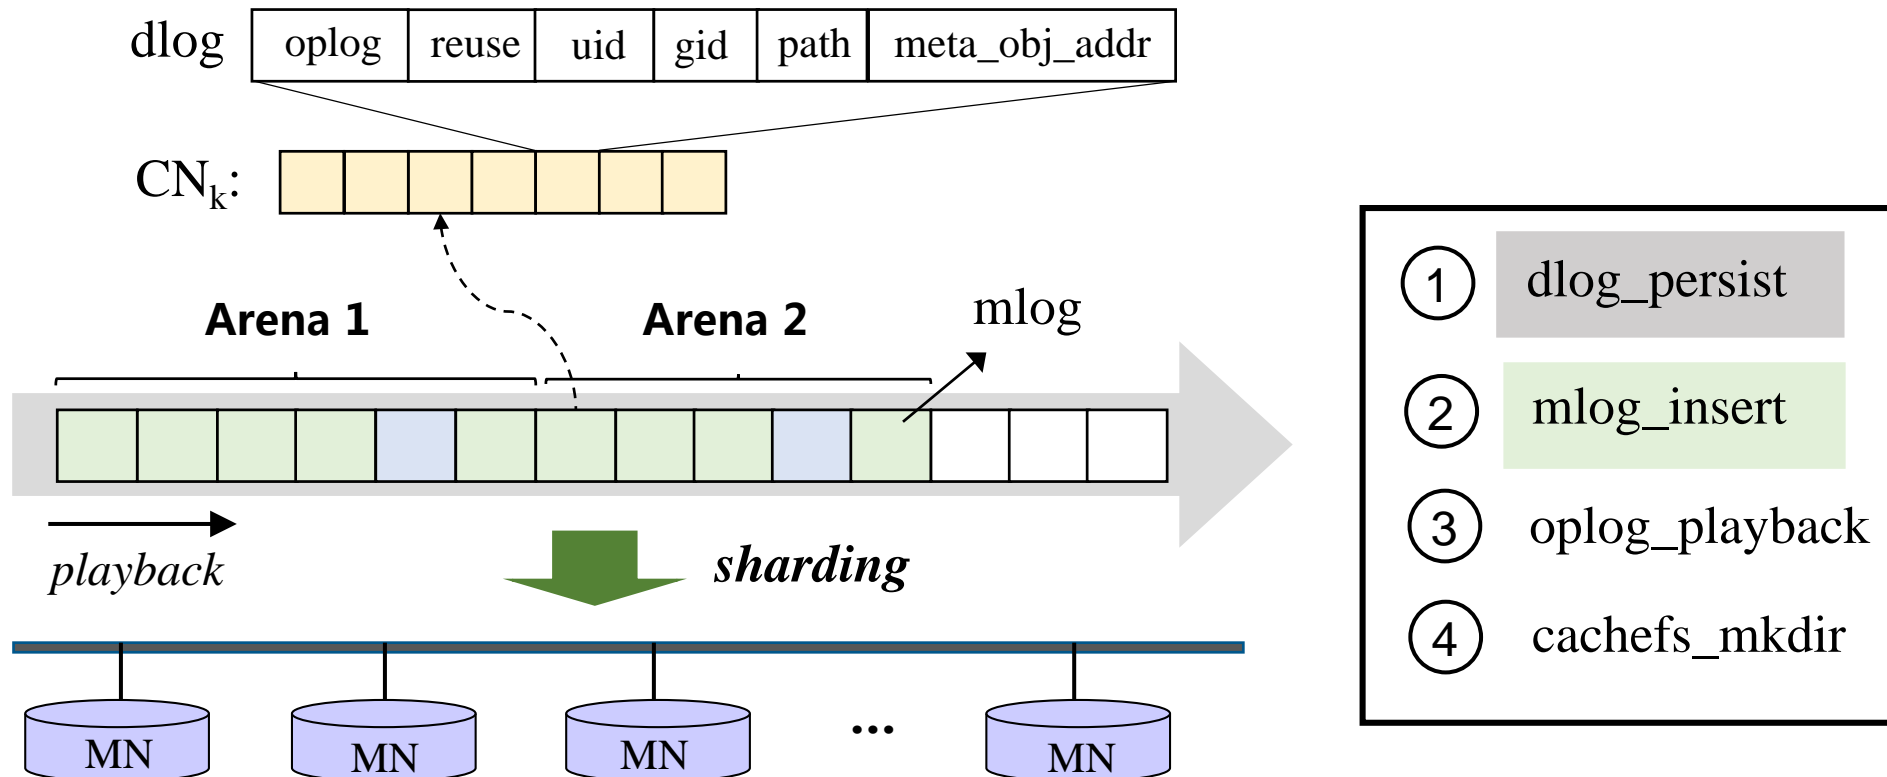 dlog oplog reuse uid gid path meta_obj_addr
CNk:
Arena 1 Arena 2 mlog
playback
sharding
MN MN MN ... MN
1 dlog_persist
2 mlog_insert
3 oplog_playback
4 cachefs_mkdir